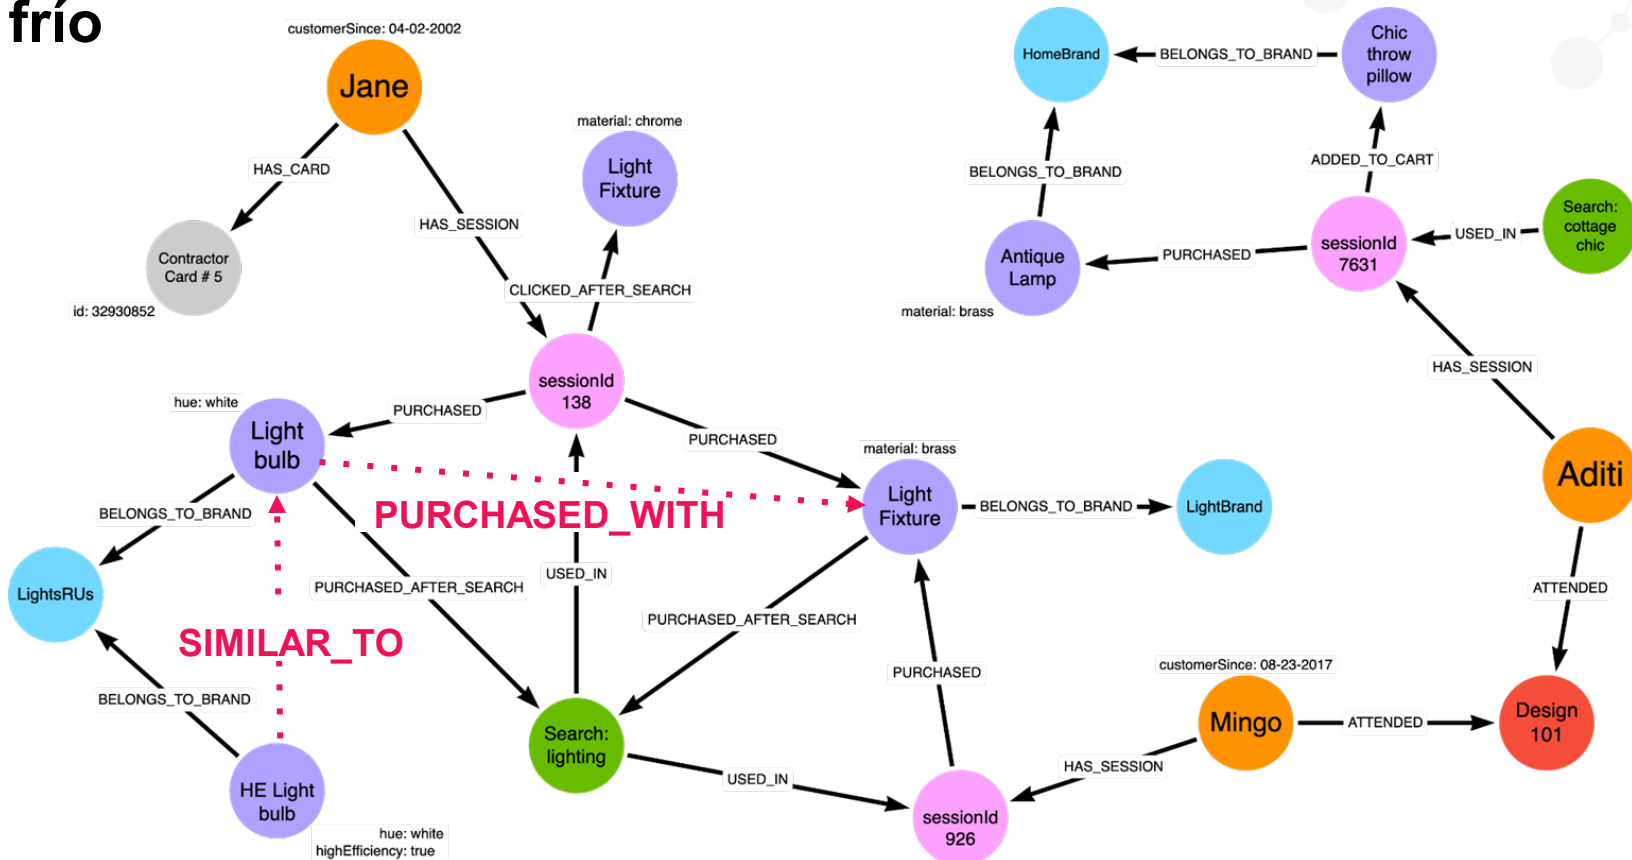 frío
customerSince: 04-02-2002
Jane
HAS_CARD
Contractor
Card # 5
id: 32930852
HAS_SESSION
material: chrome
Light
Fixture
CLICKED_AFTER_SEARCH
sessionId
138
PURCHASED
hue: white
Light
bulb
PURCHASED
material: brass
Light
Fixture
BELONGS_TO_BRAND
LightBrand
PURCHASED_WITH
BELONGS_TO_BRAND
LightsRUs
PURCHASED_AFTER_SEARCH
USED_IN
PURCHASED_AFTER_SEARCH
SIMILAR_TO
BELONGS_TO_BRAND
HE Light
bulb
hue: white
highEfficiency: true
Search:
lighting
USED_IN
PURCHASED
sessionId
926
HAS_SESSION
customerSince: 08-23-2017
Mingo
ATTENDED
Design
101
ATTENDED
Aditi
HAS_SESSION
HomeBrand
BELONGS_TO_BRAND
Chic
throw
pillow
BELONGS_TO_BRAND
ADDED_TO_CART
Antique
Lamp
material: brass
PURCHASED
sessionId
7631
USED_IN
Search:
cottage
chic